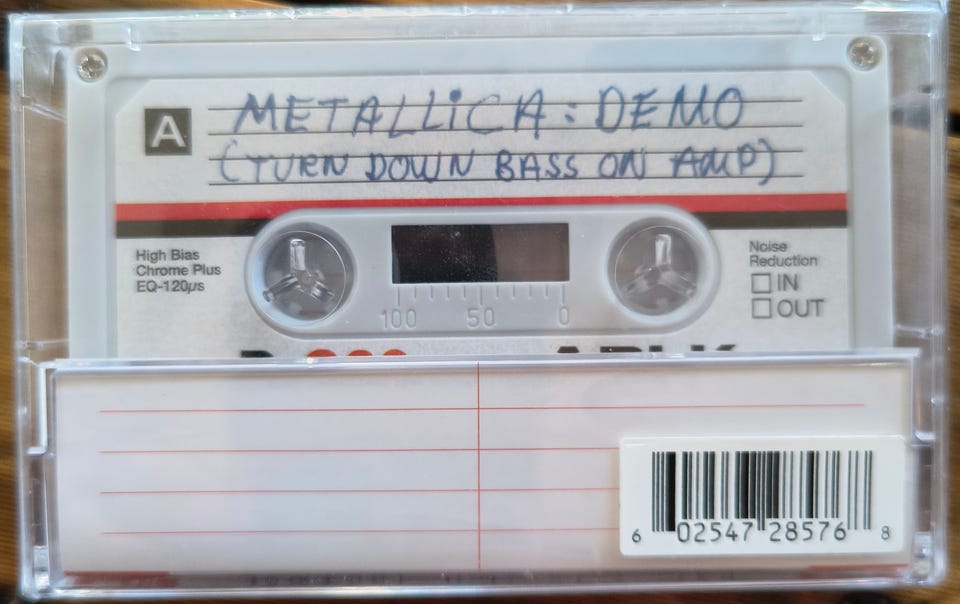 A
METALLiCA: DEMO
(TURN DOWN BASS ON AMP)
High Bias
Chrome Plus
EQ-120µs
Noise
Reduction
IN
OUT
100 50 0
6 02547 28576 8